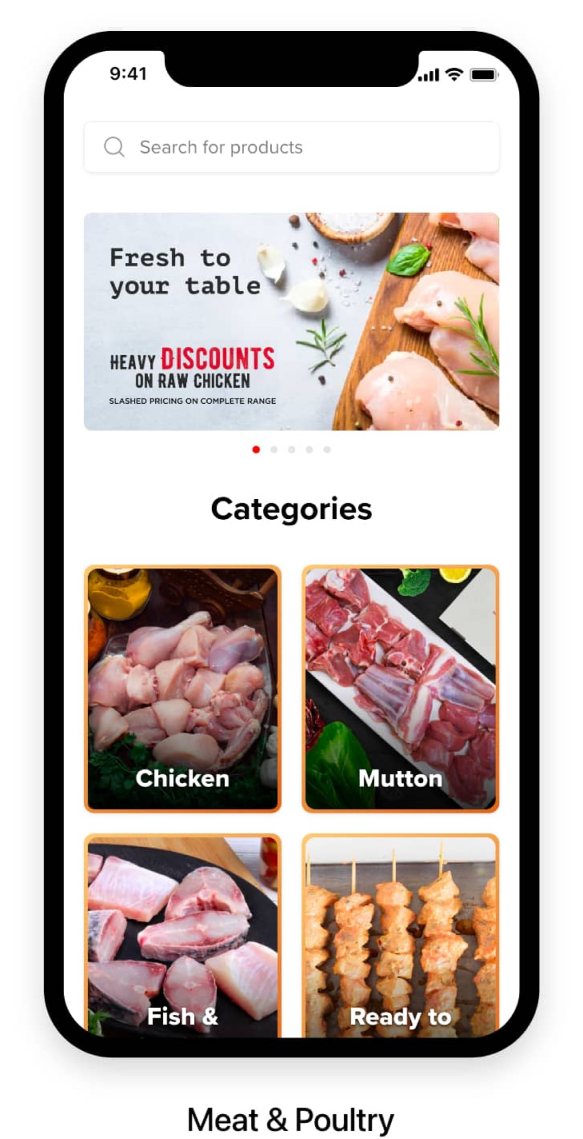 9:41
Search for products
Fresh to
your table
HEAVY DISCOUNTS
ON RAW CHICKEN
SLASHED PRICING ON COMPLETE RANGE
Categories
Chicken
Mutton
Fish &
Ready to
Meat & Poultry